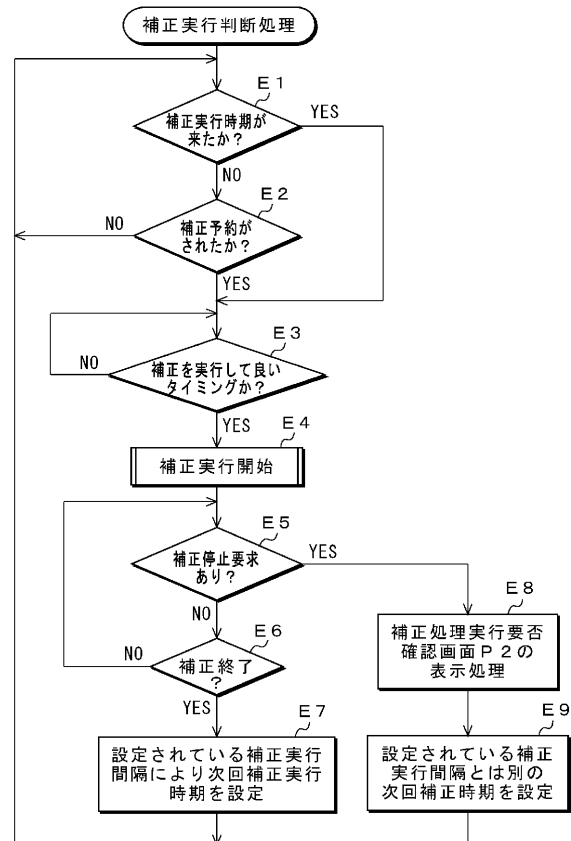 補正実行判断処理
E1
補正実行時期が
来たか?
YES
NO
E2
補正予約が
されたか?
NO
YES
E3
補正を実行して良い
タイミングか?
NO
YES
E4
補正実行開始
E5
補正停止要求
あり?
YES
NO
E6
補正終了
?
NO
YES
E7
設定されている補正実行
間隔により次回補正実行
時期を設定
E8
補正処理実行要否
確認画面P2の
表示処理
E9
設定されている補正
実行間隔とは別の
次回補正時期を設定